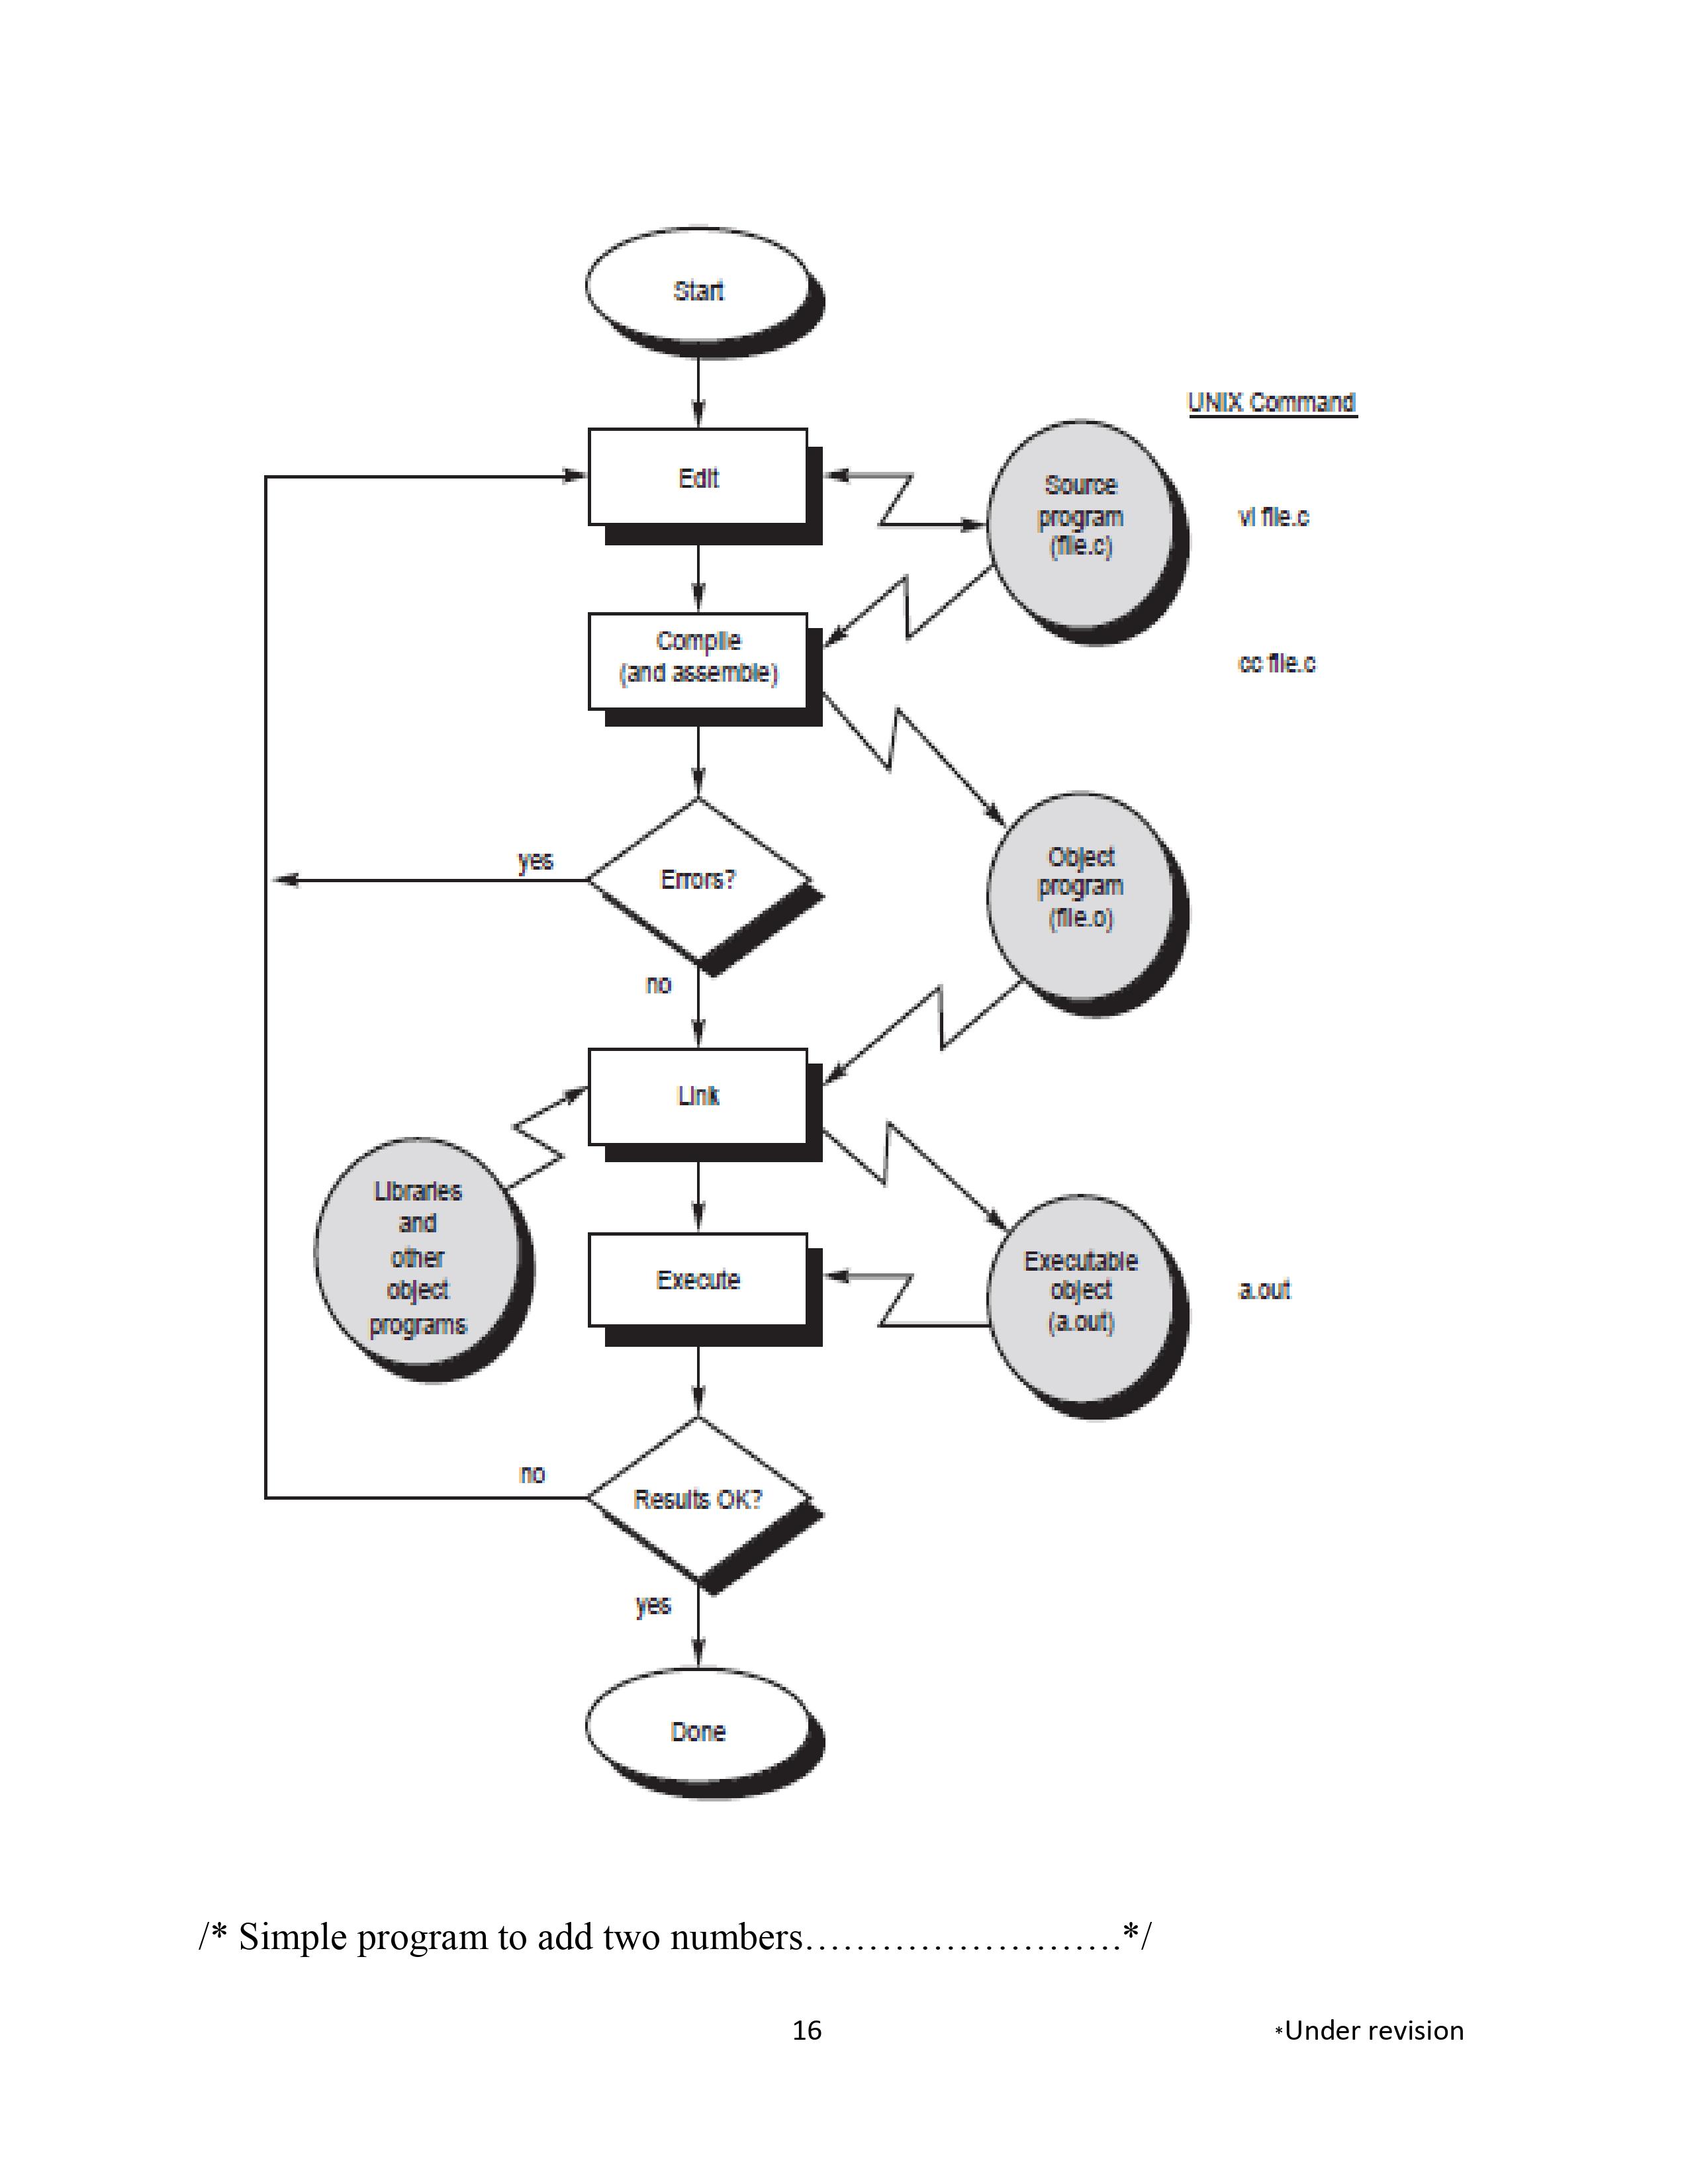 Start
UNIX Command
Edit
Source
program
(file.c)
vi file.c
Compile
(and assemble)
cc file.c
yes
Errors?
Object
program
(file.o)
no
Link
Libraries
and
other
object
programs
Execute
Executable
object
(a.out)
a.out
no
Results OK?
yes
Done
/* Simple program to add two numbers…………………….*/
16
*Under revision